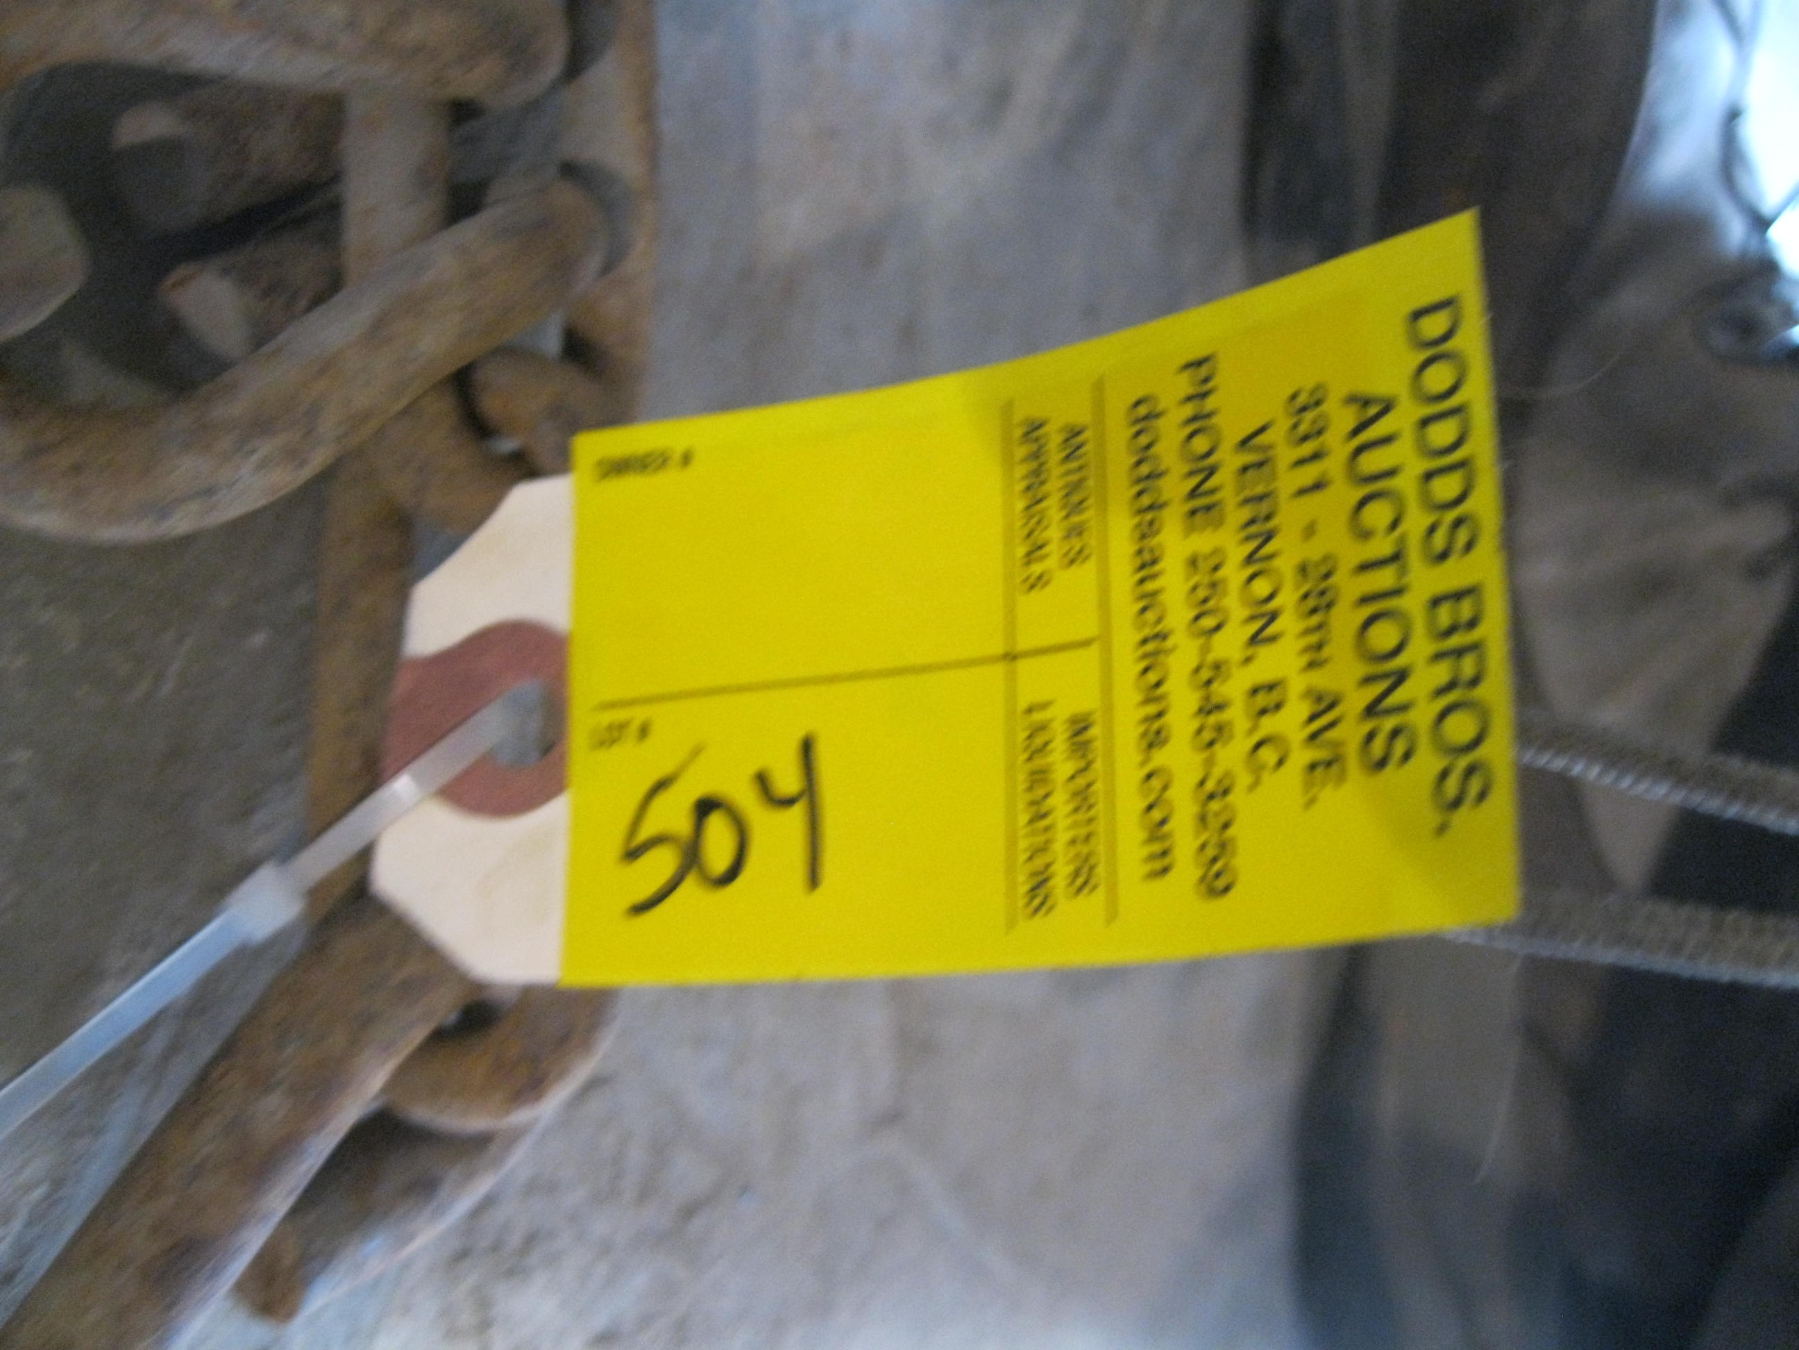 DODDS BROS.
AUCTIONS
3311 - 28TH AVE.
VERNON, B.C.
PHONE 250-545-3259
doddsauctions.com
ANTIQUES
APPRAISALS
IMPORTERS
LIQUIDATIONS
OWNER #
LOT #
504